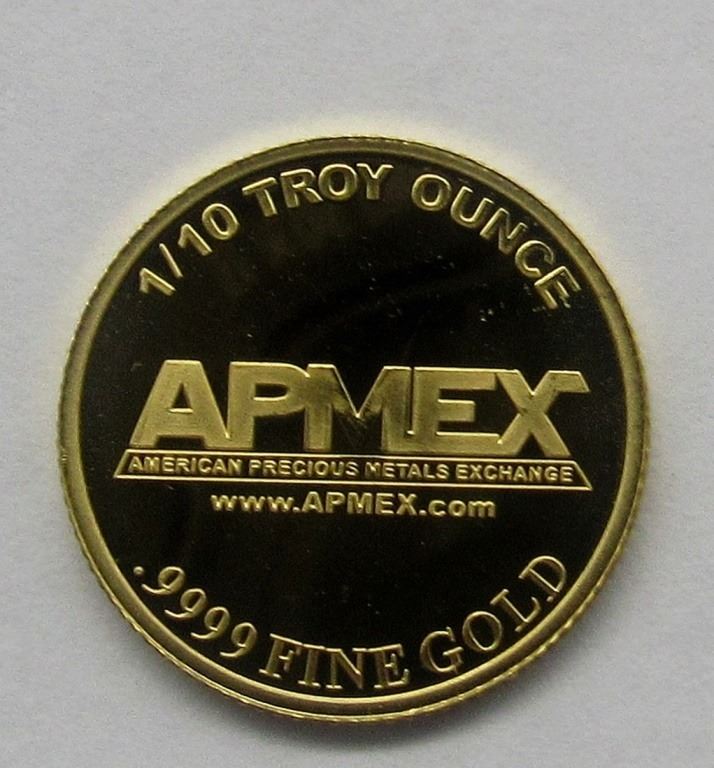 1/10 TROY OUNCE
APMEX
AMERICAN PRECIOUS METALS EXCHANGE
www.APMEX.com
.9999 FINE GOLD